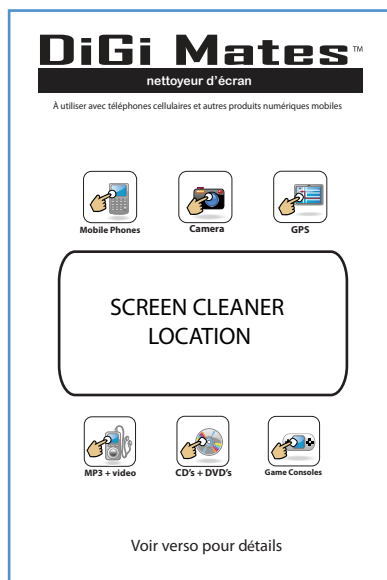 DiGi Mates™
nettoyeur d'écran
À utiliser avec téléphones cellulaires et autres produits numériques mobiles
Mobile Phones
Camera
GPS
SCREEN CLEANER
LOCATION
MP3 + video
CD's + DVD's
Game Consoles
Voir verso pour détails